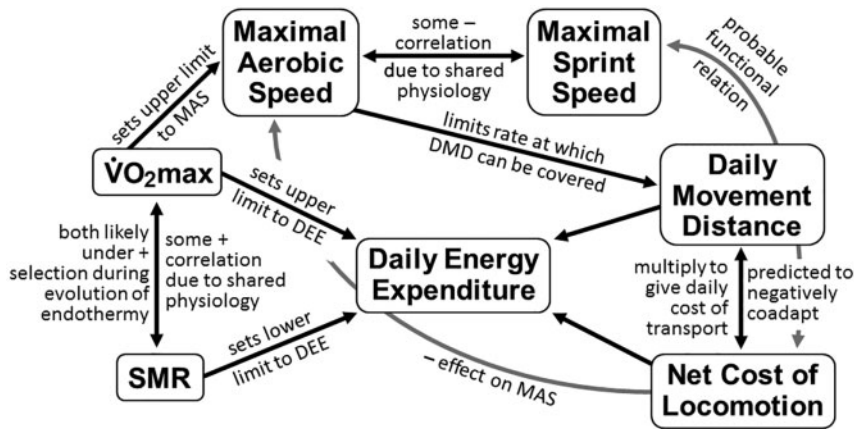 Maximal
Aerobic
Speed
some –
correlation
due to shared
physiology
Maximal
Sprint
Speed
probable
functional
relation
sets upper limit
to MAS
limits rate at which
DMD can be covered
V̇O2max
sets upper
limit to DEE
Daily
Movement
Distance
both likely
under +
selection during
evolution of
endothermy
some +
correlation
due to shared
physiology
Daily Energy
Expenditure
multiply to
give daily
cost of
transport
predicted to
negatively
coadapt
sets lower
limit to DEE
SMR
– effect on MAS
Net Cost of
Locomotion